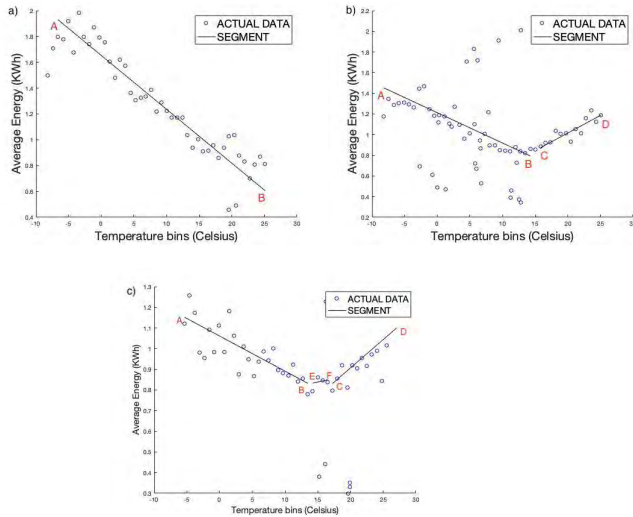 a)
2
1.8
1.6
1.4
1.2
1
0.8
0.6
0.4
-10 -5 0 5 10 15 20 25 30
Average Energy (KWh)
Temperature bins (Celsius)
ACTUAL DATA
SEGMENT
A
B
b)
2.2
2
1.8
1.6
1.4
1.2
1
0.8
0.6
0.4
0.2
-10 -5 0 5 10 15 20 25 30
Average Energy (KWh)
Temperature bins (Celsius)
ACTUAL DATA
SEGMENT
A
B
C
D
c)
1.3
1.2
1.1
1
0.9
0.8
0.7
0.6
0.5
0.4
0.3
-10 -5 0 5 10 15 20 25 30
Average Energy (KWh)
Temperature bins (Celsius)
ACTUAL DATA
SEGMENT
A
B
E
F
C
D